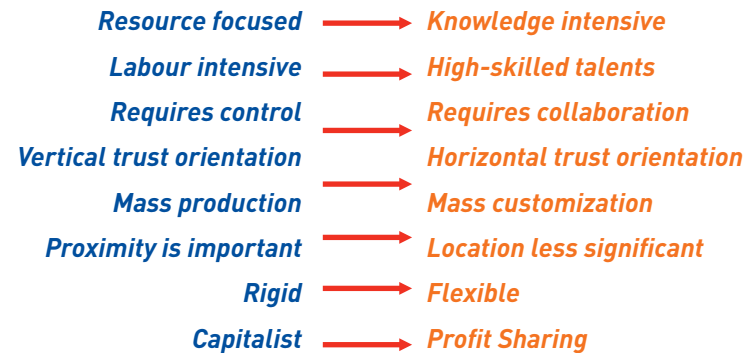 Resource focused Knowledge intensive
Labour intensive High-skilled talents
Requires control Requires collaboration
Vertical trust orientation Horizontal trust orientation
Mass production Mass customization
Proximity is important Location less significant
Rigid Flexible
Capitalist Profit Sharing